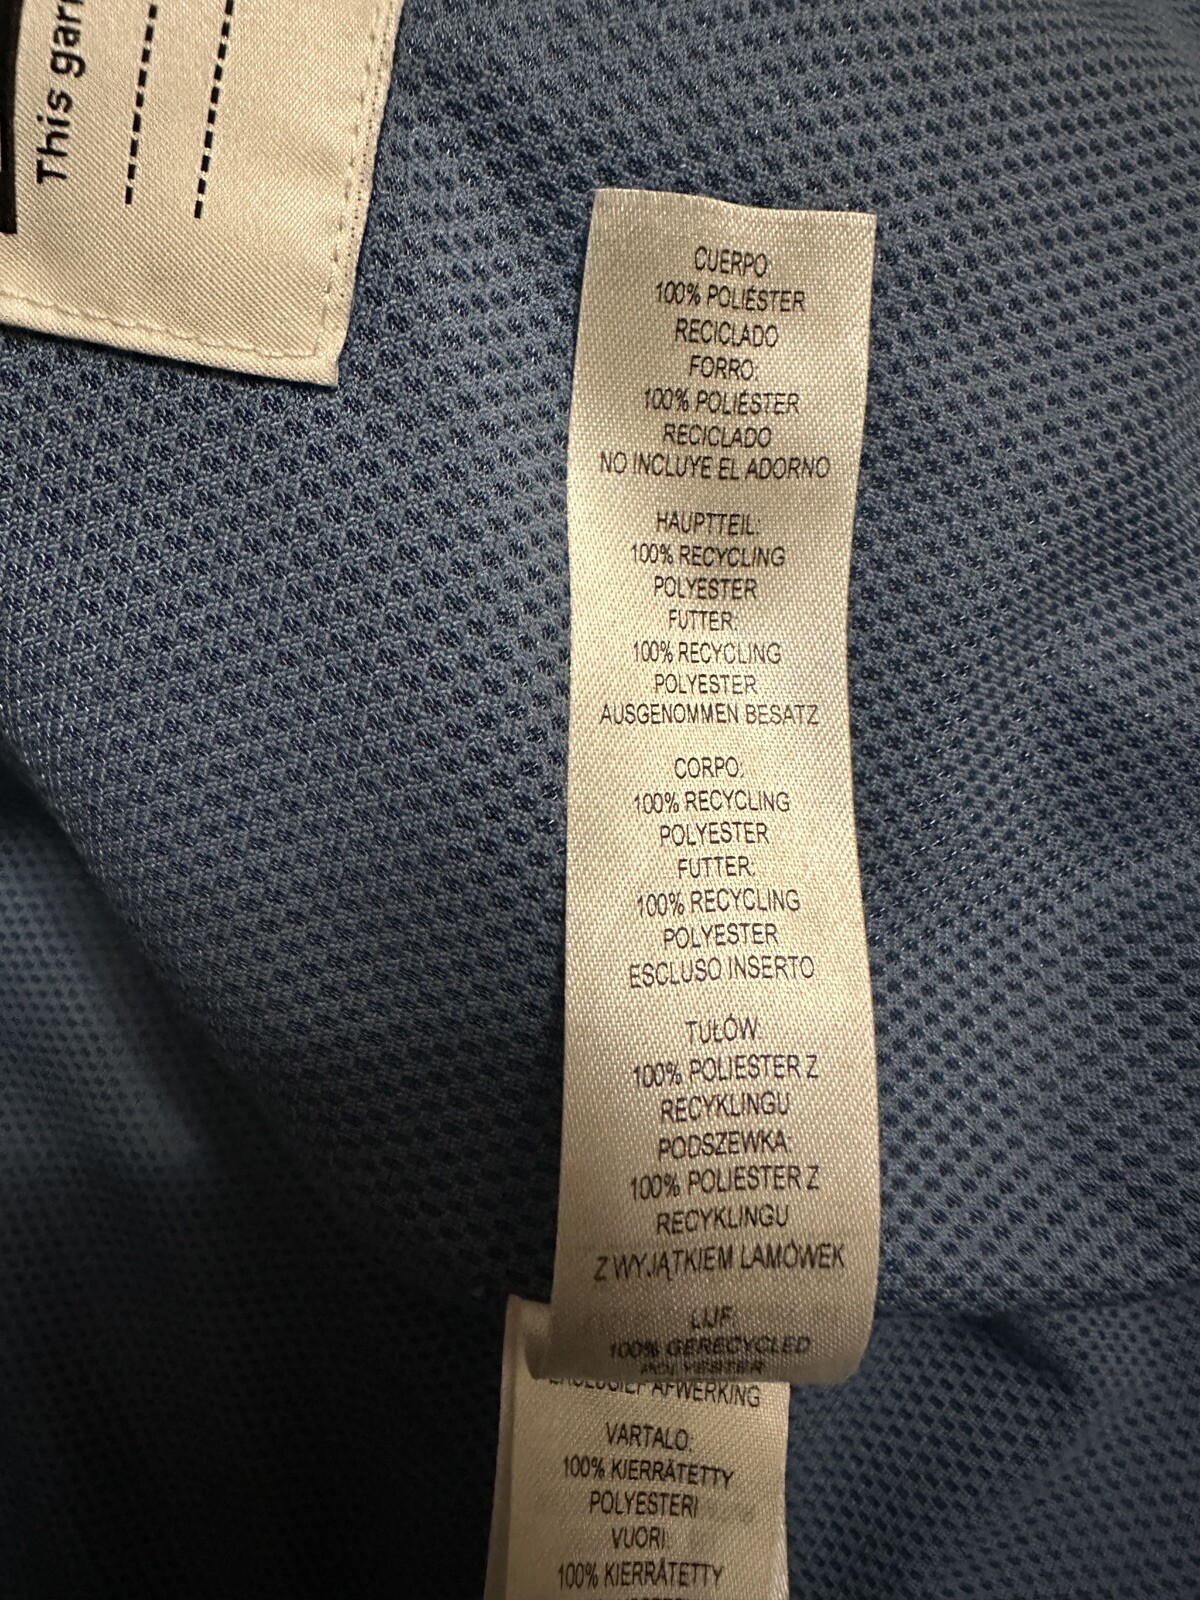 This
CUERPO:
100% POLIÉSTER
RECICLADO
FORRO:
100% POLIÉSTER
RECICLADO
NO INCLUYE EL ADORNO
HAUPTTEIL:
100% RECYCLING
POLYESTER
FUTTER:
100% RECYCLING
POLYESTER
AUSGENOMMEN BESATZ
CORPO:
100% RECYCLING
POLYESTER
FUTTER:
100% RECYCLING
POLYESTER
ESCLUSO INSERTO
TUŁÓW:
100% POLIESTER Z
RECYKLINGU
PODSZEWKA:
100% POLIESTER Z
RECYKLINGU
Z WYJĄTKIEM LAMÓWEK
LIJF:
100% GERECYCLED
POLYESTER
EXCLUSIEF AFWERKING
VARTALO:
100% KIERRÄTETTY
POLYESTERI
VUORI:
100% KIERRÄTETTY